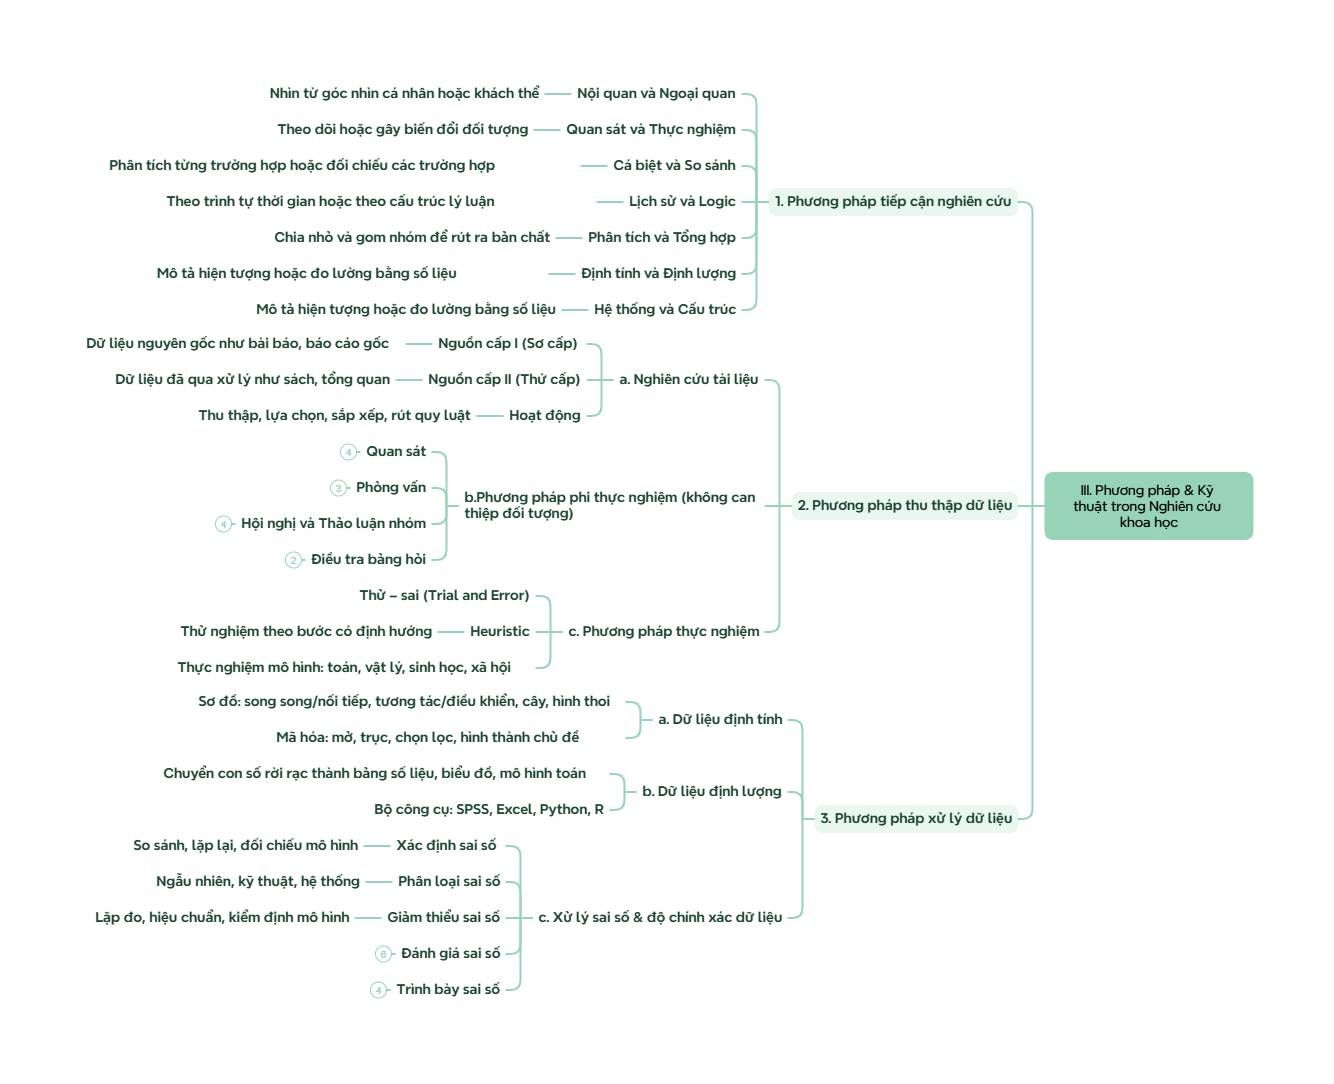 III. Phương pháp & Kỹ
thuật trong Nghiên cứu
khoa học
1. Phương pháp tiếp cận nghiên cứu
Nội quan và Ngoại quan
Nhìn từ góc nhìn cá nhân hoặc khách thể
Quan sát và Thực nghiệm
Theo dõi hoặc gây biến đổi đối tượng
Cá biệt và So sánh
Phân tích từng trường hợp hoặc đối chiếu các trường hợp
Lịch sử và Logic
Theo trình tự thời gian hoặc theo cấu trúc lý luận
Phân tích và Tổng hợp
Chia nhỏ và gom nhóm để rút ra bản chất
Định tính và Định lượng
Mô tả hiện tượng hoặc đo lường bằng số liệu
Hệ thống và Cấu trúc
Mô tả hiện tượng hoặc đo lường bằng số liệu
2. Phương pháp thu thập dữ liệu
a. Nghiên cứu tài liệu
Nguồn cấp I (Sơ cấp)
Dữ liệu nguyên gốc như bài báo, báo cáo gốc
Nguồn cấp II (Thứ cấp)
Dữ liệu đã qua xử lý như sách, tổng quan
Hoạt động
Thu thập, lựa chọn, sắp xếp, rút quy luật
b.Phương pháp phi thực nghiệm (không can
thiệp đối tượng)
Quan sát
4
Phỏng vấn
3
Hội nghị và Thảo luận nhóm
4
Điều tra bảng hỏi
2
c. Phương pháp thực nghiệm
Thử – sai (Trial and Error)
Heuristic
Thử nghiệm theo bước có định hướng
Thực nghiệm mô hình: toán, vật lý, sinh học, xã hội
3. Phương pháp xử lý dữ liệu
a. Dữ liệu định tính
Sơ đồ: song song/nối tiếp, tương tác/điều khiển, cây, hình thoi
Mã hóa: mở, trục, chọn lọc, hình thành chủ đề
b. Dữ liệu định lượng
Chuyển con số rời rạc thành bảng số liệu, biểu đồ, mô hình toán
Bộ công cụ: SPSS, Excel, Python, R
c. Xử lý sai số & độ chính xác dữ liệu
Xác định sai số
So sánh, lặp lại, đối chiếu mô hình
Phân loại sai số
Ngẫu nhiên, kỹ thuật, hệ thống
Giảm thiểu sai số
Lặp đo, hiệu chuẩn, kiểm định mô hình
Đánh giá sai số
6
Trình bày sai số
4